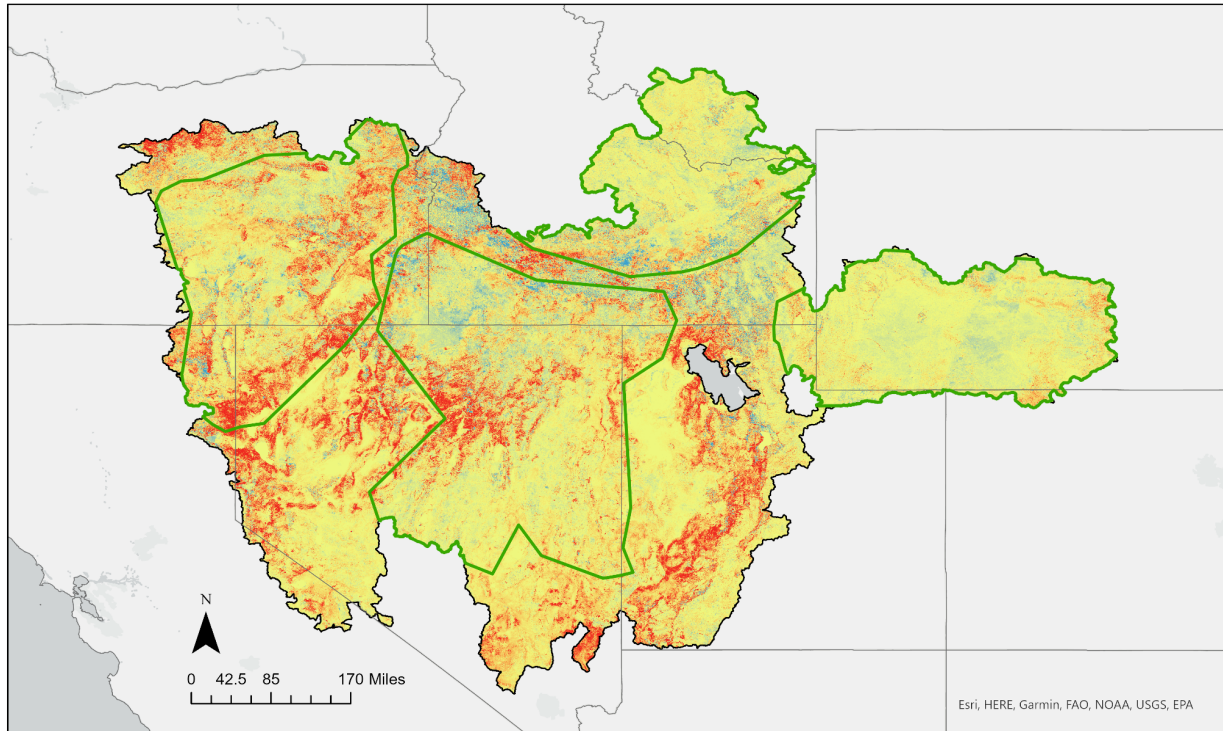 N
0 42.5 85 170 Miles
Esri, HERE, Garmin, FAO, NOAA, USGS, EPA